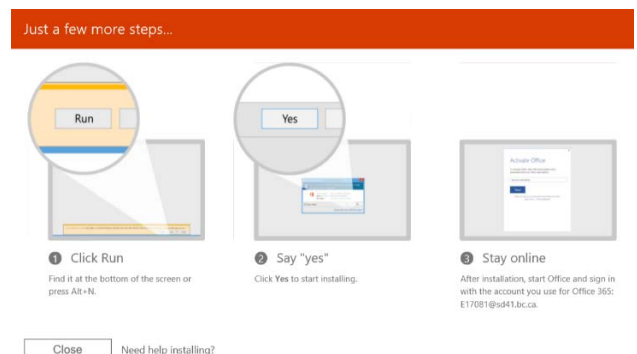 Just a few more steps...
Run
Yes
Activate Office
1 Click Run
Find it at the bottom of the screen or
press Alt+N.
2 Say "yes"
Click Yes to start installing.
3 Stay online
After installation, start Office and sign in
with the account you use for Office 365:
E17081@sd41.bc.ca.
Close
Need help installing?